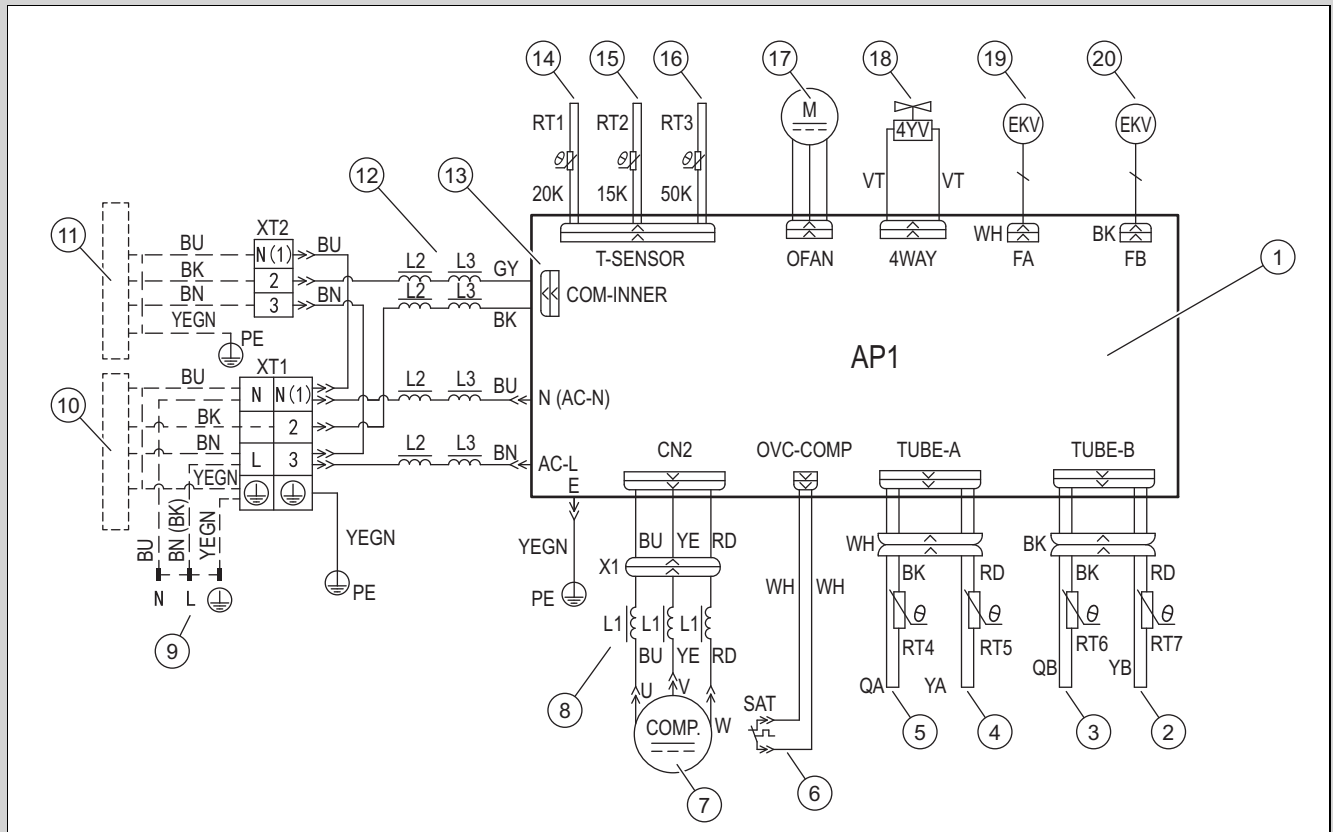 14 15 16 17 18 19 20
RT1 RT2 RT3 M 4YV EKV EKV
20K 15K 50K VT VT
12 13
11
BU XT2 BU
N(1)
BK 2 L2 L3 GY
BN 3 BN L2 L3
YEGN BK
PE
T-SENSOR OFAN 4WAY WH FA BK FB
COM-INNER
1
AP1
10
XT1
BU N N(1) L2 L3 BU N (AC-N)
BK 2
BN L 3 L2 L3 BN AC-L
YEGN
E
BU BN (BK) YEGN
N L
9
YEGN
PE
YEGN
PE
CN2 OVC-COMP TUBE-A TUBE-B
BU YE RD
X1
L1 L1 L1
BU YE RD
U V W
COMP.
8
7
WH WH
SAT
6
WH
BK RD
θ θ
RT4 RT5
QA YA
5 4
BK
BK RD
θ θ
RT6 RT7
QB YB
3 2